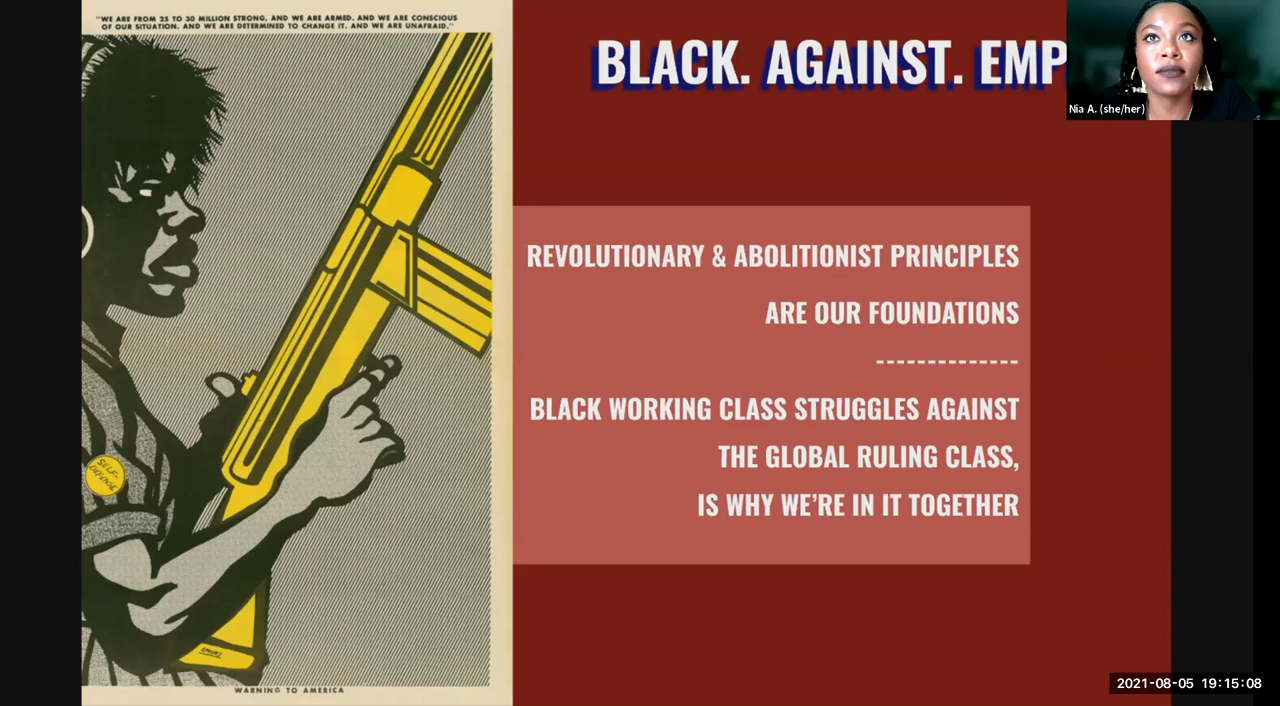 "WE ARE FROM 25 TO 30 MILLION STRONG, AND WE ARE ARMED. AND WE ARE CONSCIOUS
OF OUR SITUATION. AND WE ARE DETERMINED TO CHANGE IT. AND WE ARE UNAFRAID."
BLACK. AGAINST. EMP
Nia A. (she/her)
REVOLUTIONARY & ABOLITIONIST PRINCIPLES
ARE OUR FOUNDATIONS
--------------
BLACK WORKING CLASS STRUGGLES AGAINST
THE GLOBAL RULING CLASS,
IS WHY WE'RE IN IT TOGETHER
SELF-
DEFENSE
EMORY
WARNING TO AMERICA
2021-08-05 19:15:08